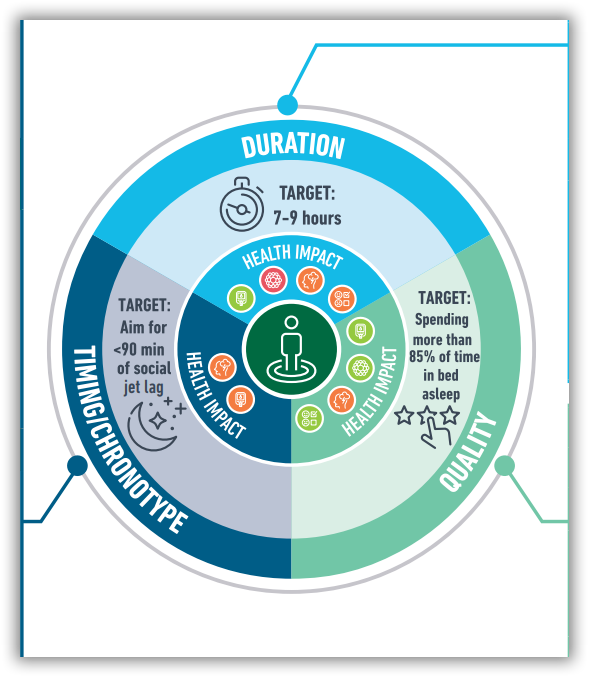 DURATION
TARGET:
7-9 hours
HEALTH IMPACT
TARGET:
Aim for
<90 min
of social
jet lag
TIMING/CHRONOTYPE
HEALTH IMPACT
TARGET:
Spending
more than
85% of time
in bed
asleep
QUALITY
HEALTH IMPACT